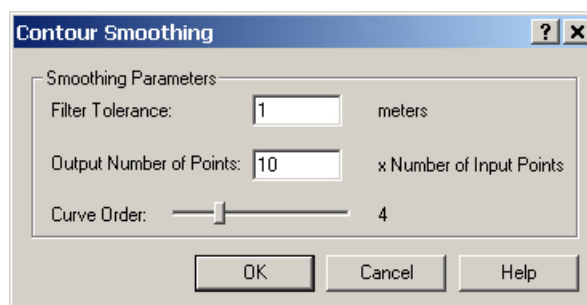 Contour Smoothing
Smoothing Parameters
Filter Tolerance: 1 meters
Output Number of Points: 10 x Number of Input Points
Curve Order: 4
OK Cancel Help